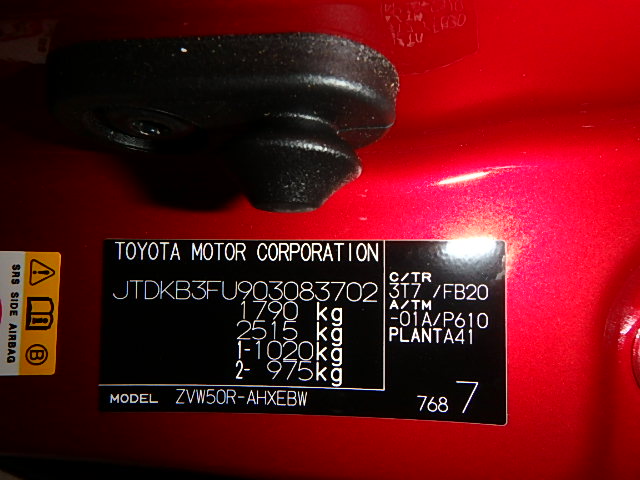 TOYOTA MOTOR CORPORATION
JTDKB3FU903083702
1790 kg
2515 kg
1-1020kg
2- 975kg
C/TR
3T7 /FB20
A/TM
-01A/P610
PLANTA41
MODEL ZVW50R-AHXEBW
768 7
SRS SIDE AIRBAG
B